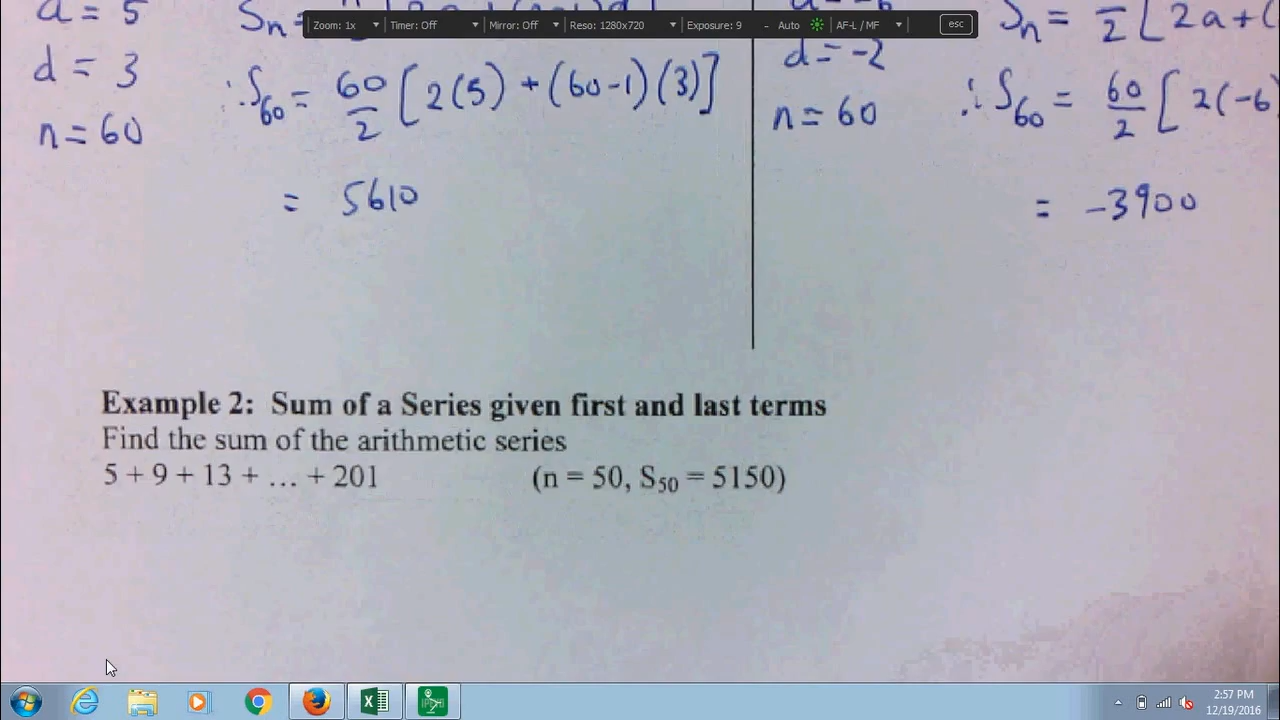 a = 5
Sn =
Zoom: 1x Timer: Off Mirror: Off Reso: 1280x720 Exposure: 9 - Auto AF-L / MF esc
Sn = /2 [2a + (
d = 3
∴ S60 = 60/2 [2(5) + (60-1)(3)]
d = -2
∴ S60 = 60/2 [2(-6)
n = 60
n = 60
= 5610
= -3900
Example 2: Sum of a Series given first and last terms
Find the sum of the arithmetic series
5 + 9 + 13 + … + 201 (n = 50, S50 = 5150)
2:57 PM
12/19/2016